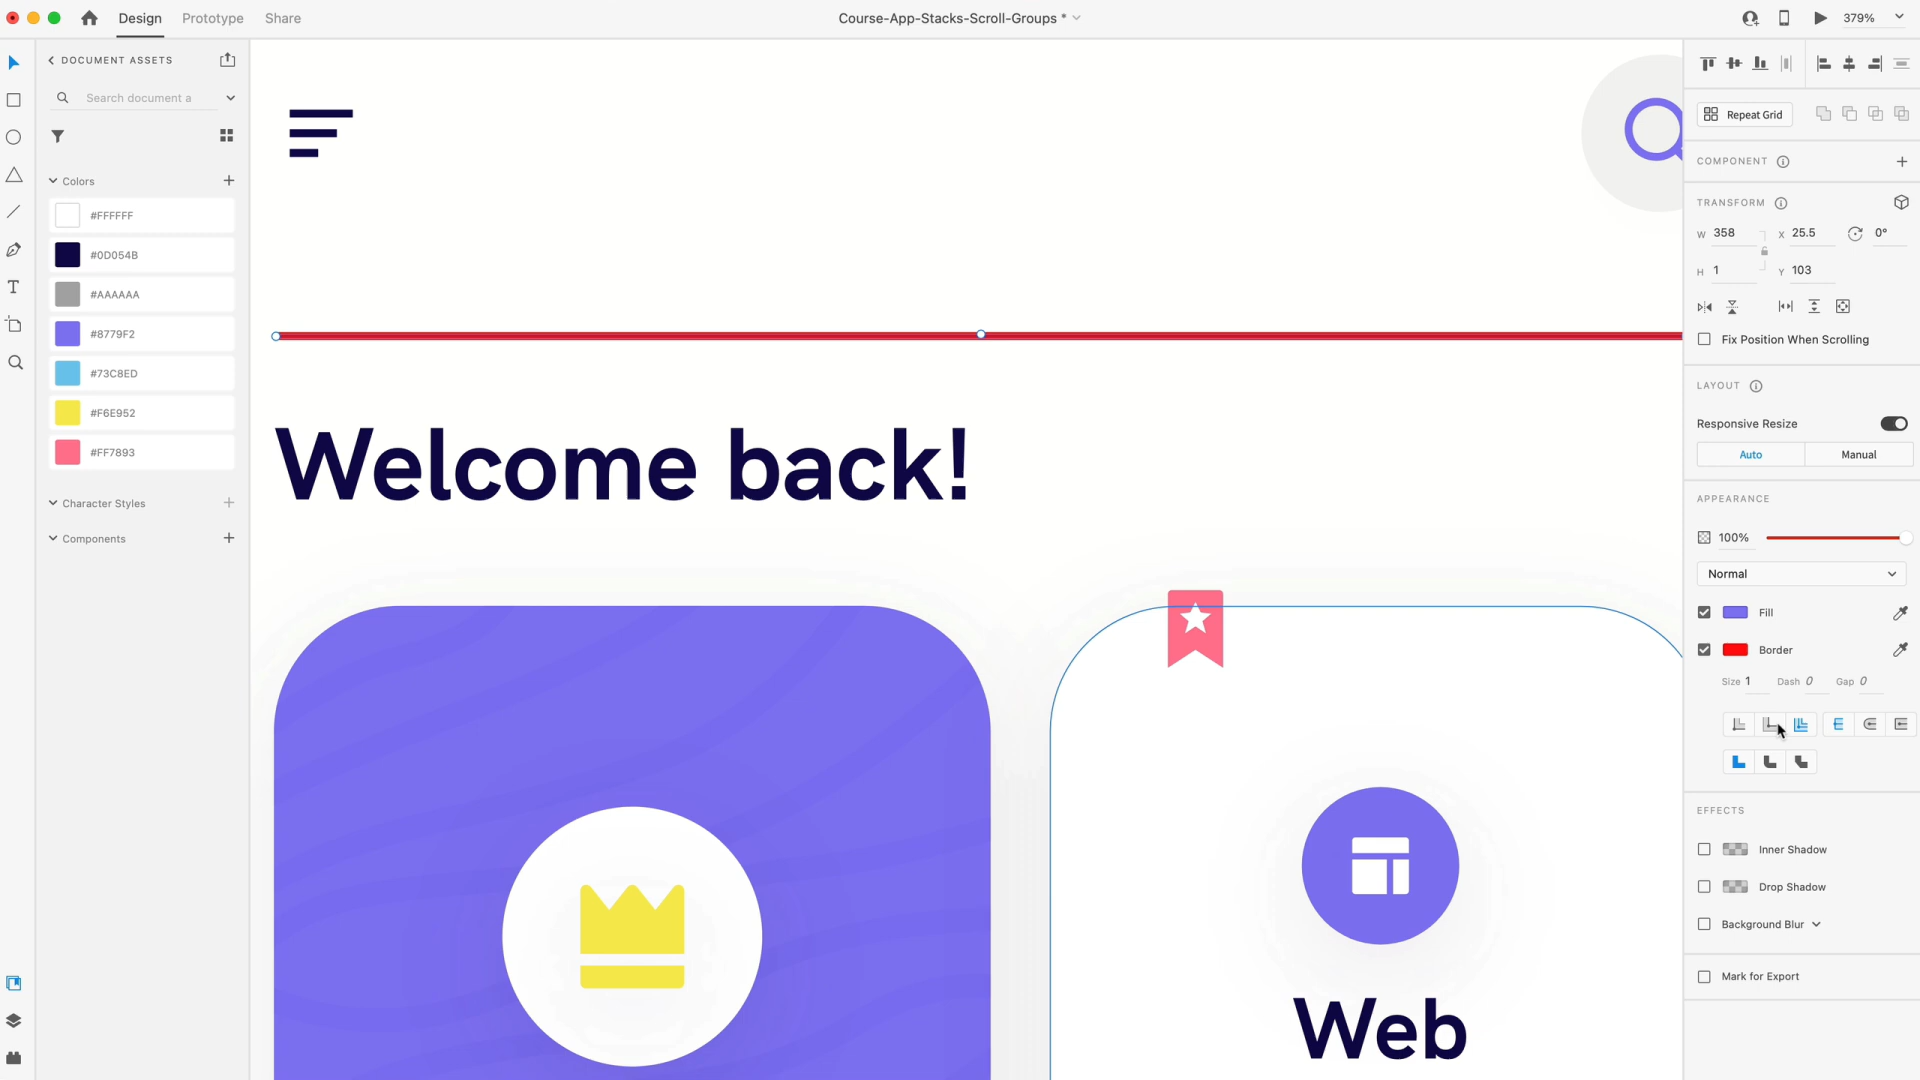 Design
Prototype
Share
Course-App-Stacks-Scroll-Groups *
379%
DOCUMENT ASSETS
Search document a
Colors
#FFFFFF
#0D054B
#AAAAAA
#8779F2
#73C8ED
#F6E952
#FF7893
Character Styles
Components
Welcome back!
Web
Repeat Grid
COMPONENT
TRANSFORM
W 358
X 25.5
0°
H 1
Y 103
Fix Position When Scrolling
LAYOUT
Responsive Resize
Auto
Manual
APPEARANCE
100%
Normal
Fill
Border
Size 1 Dash 0 Gap 0
EFFECTS
Inner Shadow
Drop Shadow
Background Blur
Mark for Export